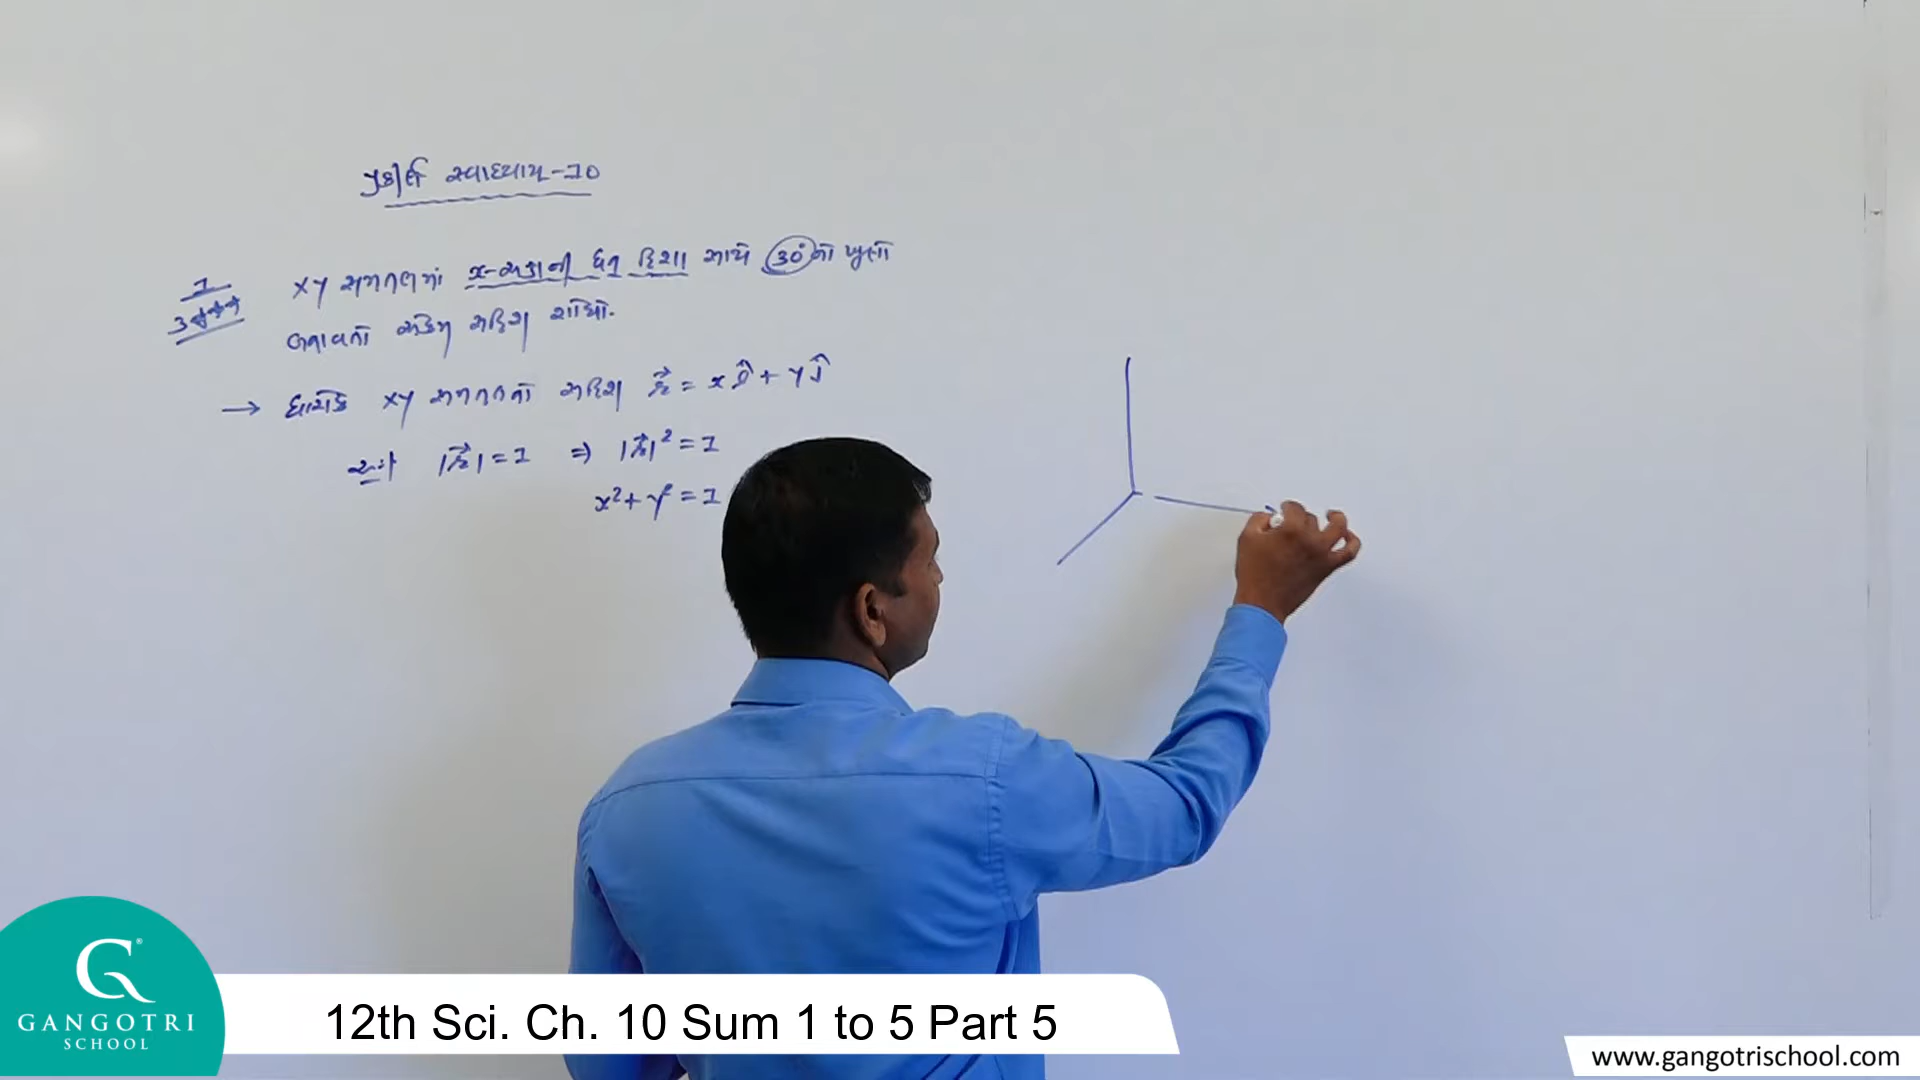 પ્રકીર્ણ સ્વાધ્યાય-10
1
XY સમતલમાં x-અક્ષની ધન દિશા સાથે 30° નો ખૂણો
બનાવતો એકમ સદિશ શોધો.
→ ધારોકે XY સમતલનો સદિશ r⃗ = xî + yĵ
|r⃗| = 1 ⇒ |r⃗|² = 1
x² + y² = 1
GANGOTRI
SCHOOL
12th Sci. Ch. 10 Sum 1 to 5 Part 5
www.gangotrischool.com